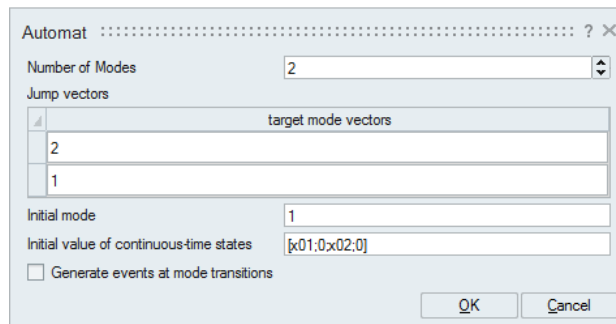 Automat ?
Number of Modes 2
Jump vectors
target mode vectors
2
1
Initial mode 1
Initial value of continuous-time states [x01;0;x02;0]
Generate events at mode transitions
OK Cancel